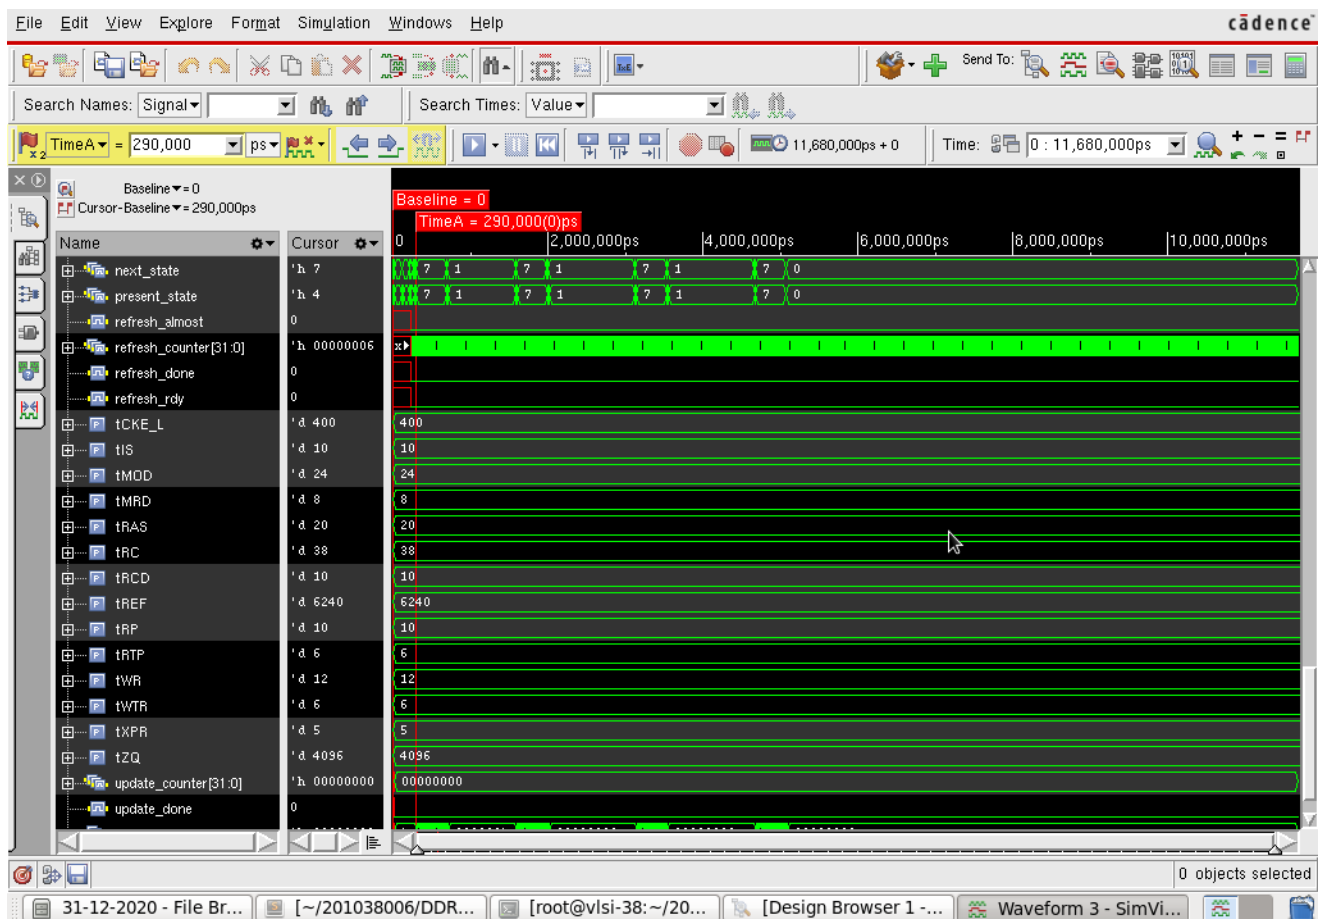 File Edit View Explore Format Simulation Windows Help cādence
Send To:
Search Names: Signal Search Times: Value
x2 TimeA = 290,000 ps 11,680,000ps + 0 Time: 0 : 11,680,000ps
Baseline = 0
Cursor-Baseline = 290,000ps
Baseline = 0
TimeA = 290,000(0)ps
Name Cursor 0 2,000,000ps 4,000,000ps 6,000,000ps 8,000,000ps 10,000,000ps
next_state 'h 7 7 1 7 1 7 1 7 0
present_state 'h 4 7 1 7 1 7 1 7 0
refresh_almost 0
refresh_counter[31:0] 'h 00000006 x
refresh_done 0
refresh_rdy 0
tCKE_L 'd 400 400
tIS 'd 10 10
tMOD 'd 24 24
tMRD 'd 8 8
tRAS 'd 20 20
tRC 'd 38 38
tRCD 'd 10 10
tREF 'd 6240 6240
tRP 'd 10 10
tRTP 'd 6 6
tWR 'd 12 12
tWTR 'd 6 6
tXPR 'd 5 5
tZQ 'd 4096 4096
update_counter[31:0] 'h 00000000 00000000
update_done 0
0 objects selected
31-12-2020 - File Br... [~/201038006/DDR... [root@vlsi-38:~/20... [Design Browser 1 -... Waveform 3 - SimVi...